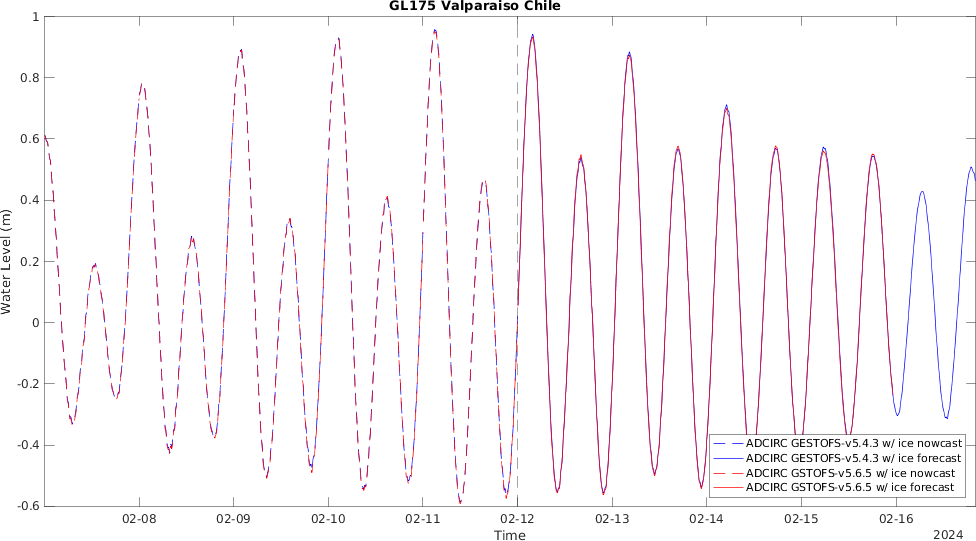 GL175 Valparaiso Chile
1
0.8
0.6
0.4
0.2
0
-0.2
-0.4
-0.6
Water Level (m)
ADCIRC GESTOFS-v5.4.3 w/ ice nowcast
ADCIRC GESTOFS-v5.4.3 w/ ice forecast
ADCIRC GSTOFS-v5.6.5 w/ ice nowcast
ADCIRC GSTOFS-v5.6.5 w/ ice forecast
02-08 02-09 02-10 02-11 02-12 02-13 02-14 02-15 02-16
Time
2024